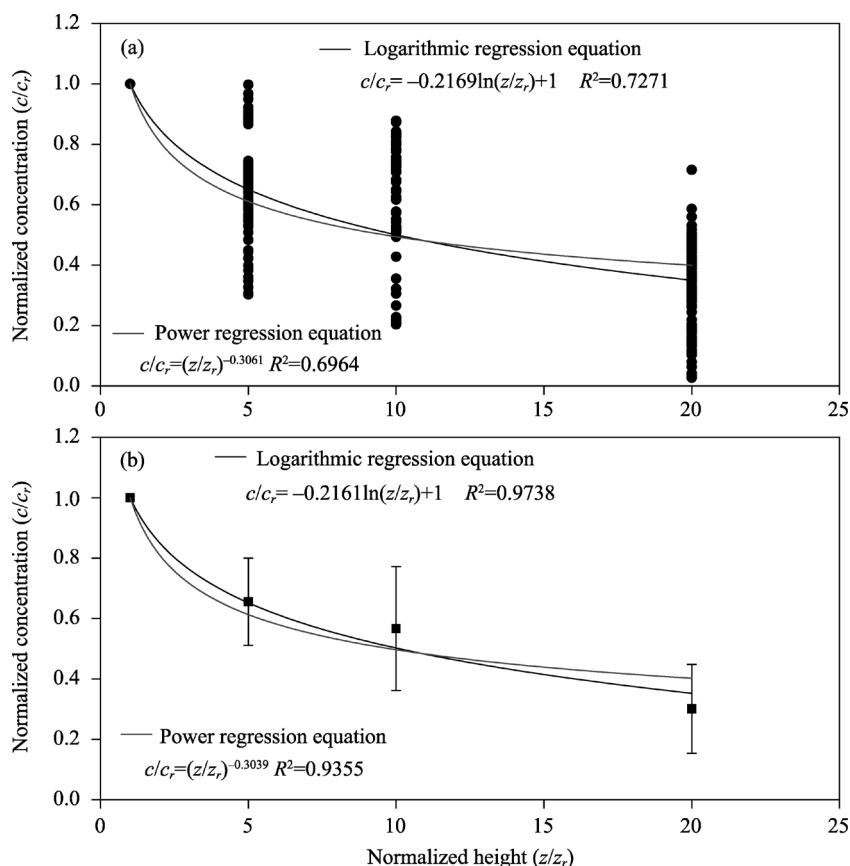 1.2
(a)
Logarithmic regression equation
c/cᵣ= –0.2169ln(z/zᵣ)+1 R²=0.7271
1.0
0.8
0.6
0.4
0.2
0.0
Normalized concentration (c/cᵣ)
Power regression equation
c/cᵣ=(z/zᵣ)⁻⁰·³⁰⁶¹ R²=0.6964
0 5 10 15 20 25
1.2
(b)
Logarithmic regression equation
c/cᵣ= –0.2161ln(z/zᵣ)+1 R²=0.9738
1.0
0.8
0.6
0.4
0.2
0.0
Normalized concentration (c/cᵣ)
Power regression equation
c/cᵣ=(z/zᵣ)⁻⁰·³⁰³⁹ R²=0.9355
0 5 10 15 20 25
Normalized height (z/zᵣ)